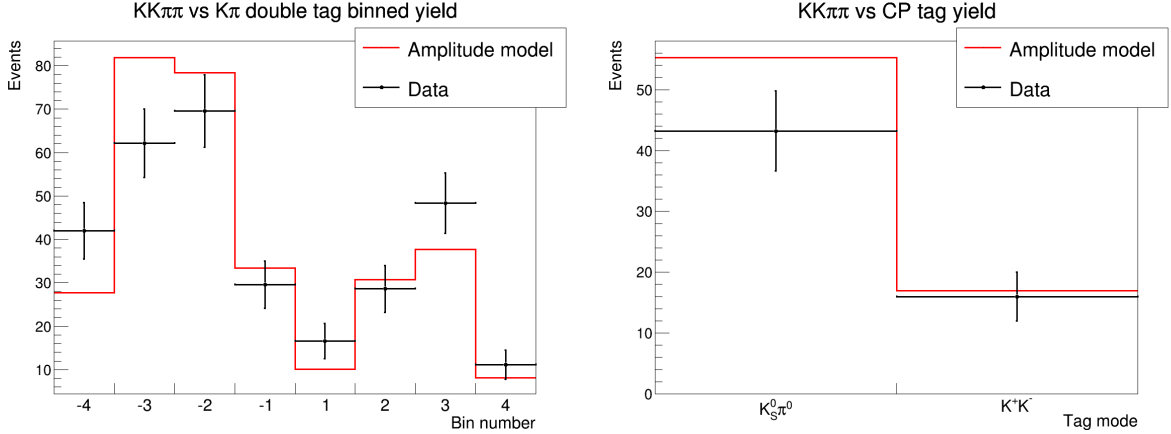 KKππ vs Kπ double tag binned yield
Events
Amplitude model
Data
80
70
60
50
40
30
20
10
-4 -3 -2 -1 1 2 3 4
Bin number
KKππ vs CP tag yield
Events
Amplitude model
Data
50
40
30
20
10
0
K⁰Sπ⁰ K⁺K⁻
Tag mode